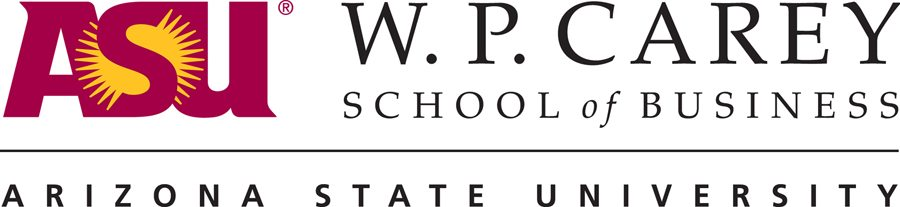 ASU® W. P. CAREY
SCHOOL of BUSINESS
ARIZONA STATE UNIVERSITY